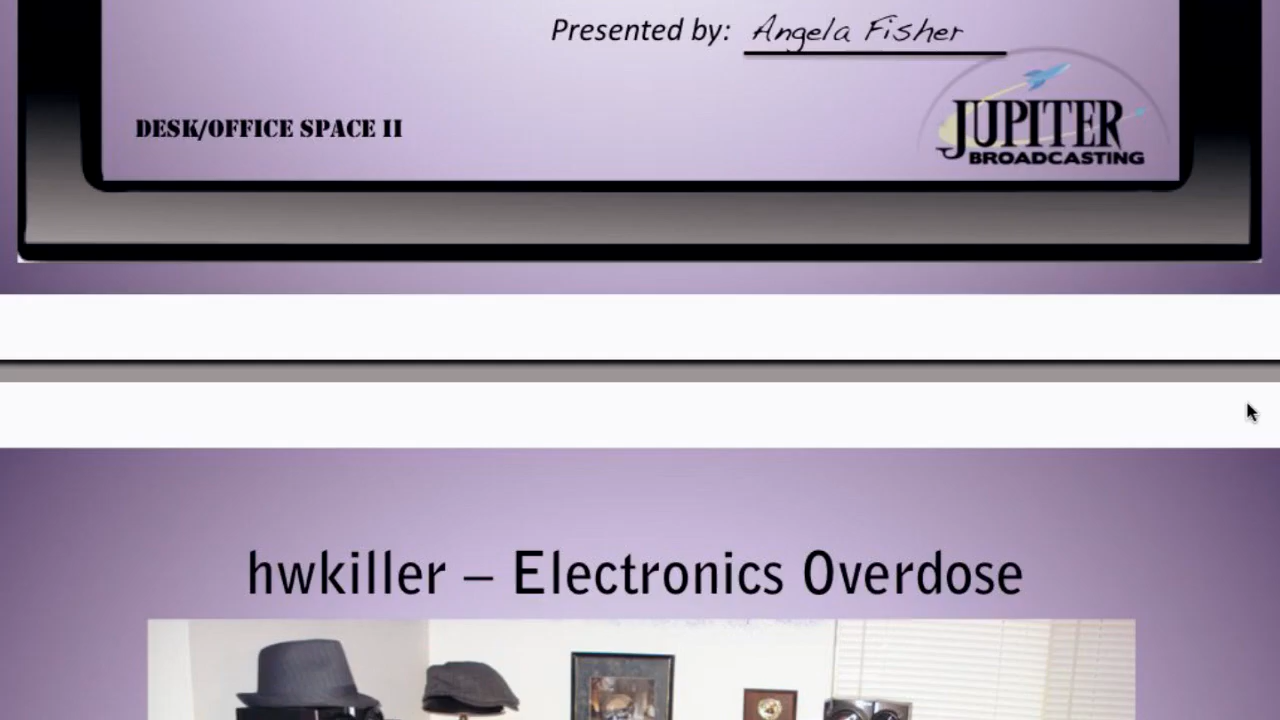 Presented by: Angela Fisher
DESK/OFFICE SPACE II
JUPITER
BROADCASTING
hwkiller – Electronics Overdose